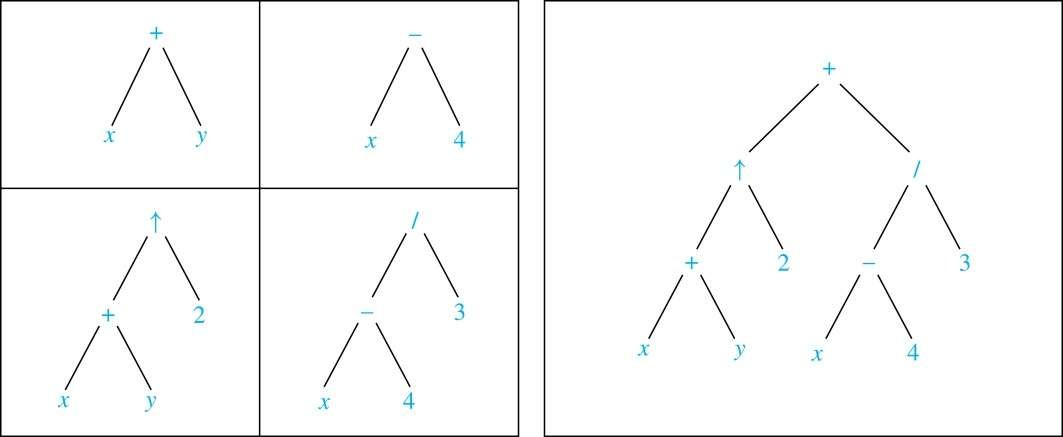 +
x y
−
x 4
↑
+ 2
x y
/
− 3
x 4
+
↑ /
+ 2 − 3
x y x 4